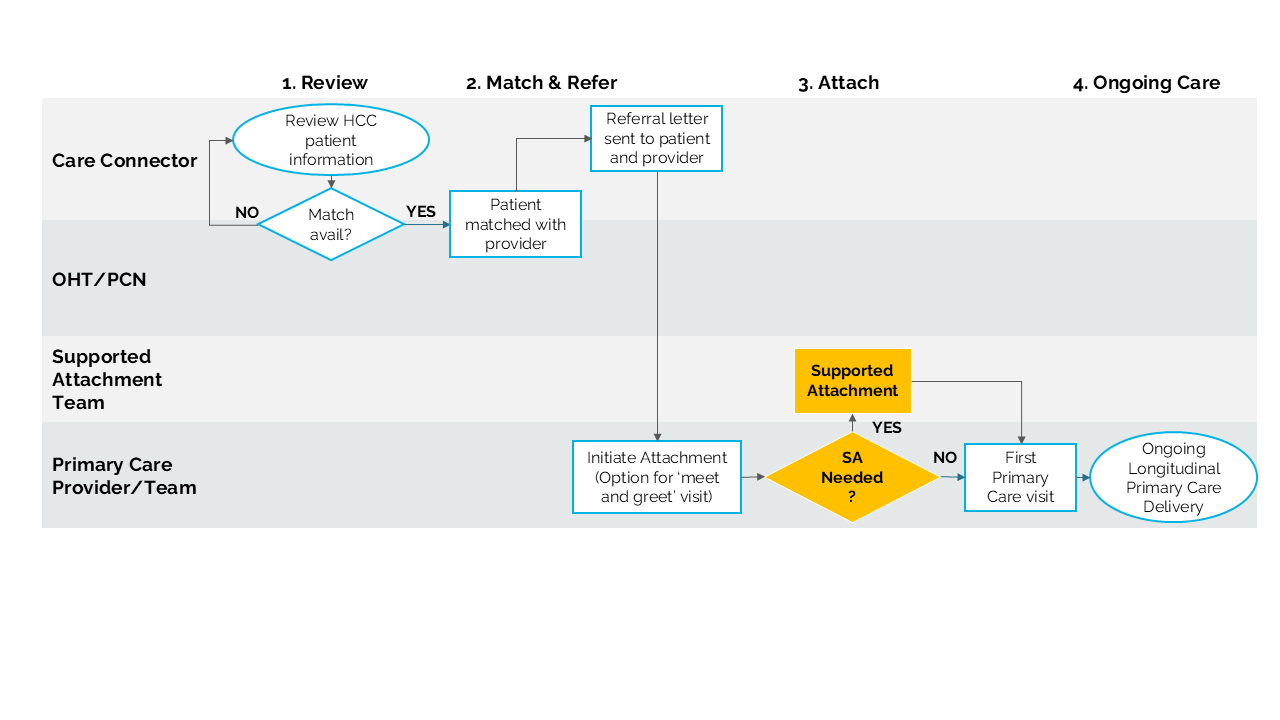 1. Review
2. Match & Refer
3. Attach
4. Ongoing Care
Care Connector
Review HCC
patient
information
Referral letter
sent to patient
and provider
NO
Match
avail?
YES
Patient
matched with
provider
OHT/PCN
Supported
Attachment
Team
Supported
Attachment
YES
Primary Care
Provider/Team
Initiate Attachment
(Option for ‘meet
and greet’ visit)
SA
Needed
?
NO
First
Primary
Care visit
Ongoing
Longitudinal
Primary Care
Delivery